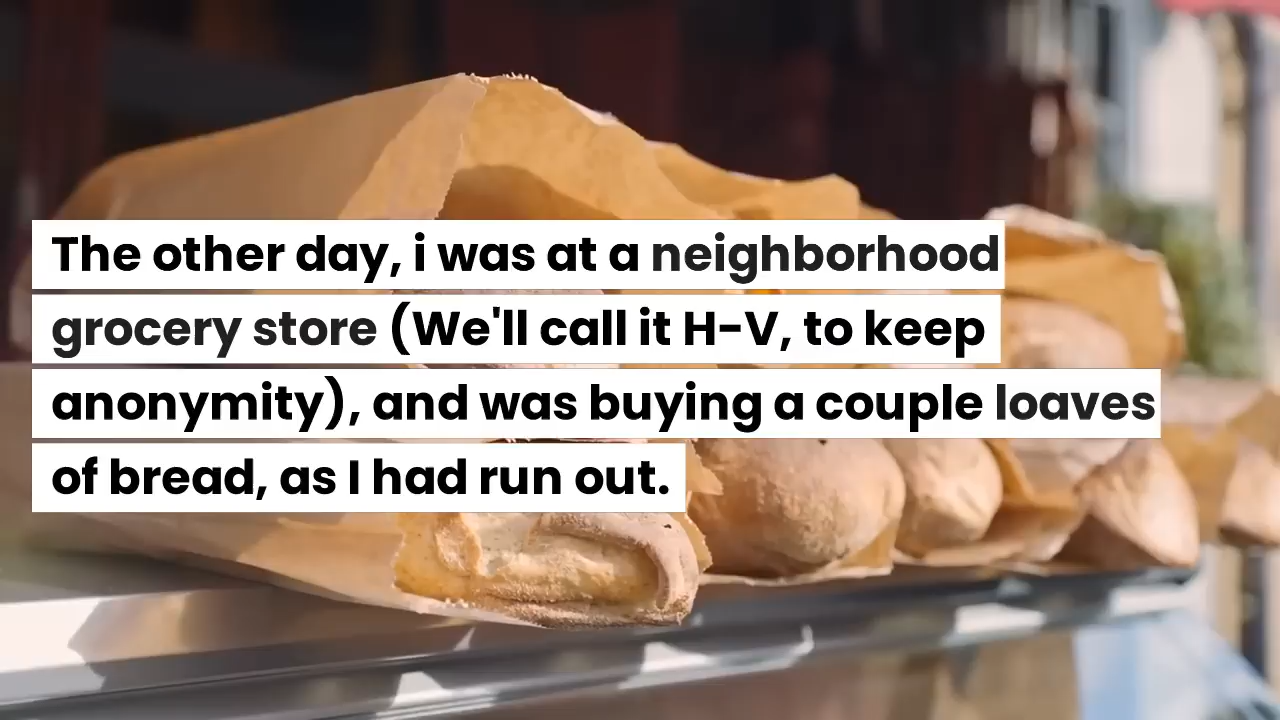 The other day, i was at a neighborhood
grocery store (We'll call it H-V, to keep
anonymity), and was buying a couple loaves
of bread, as I had run out.